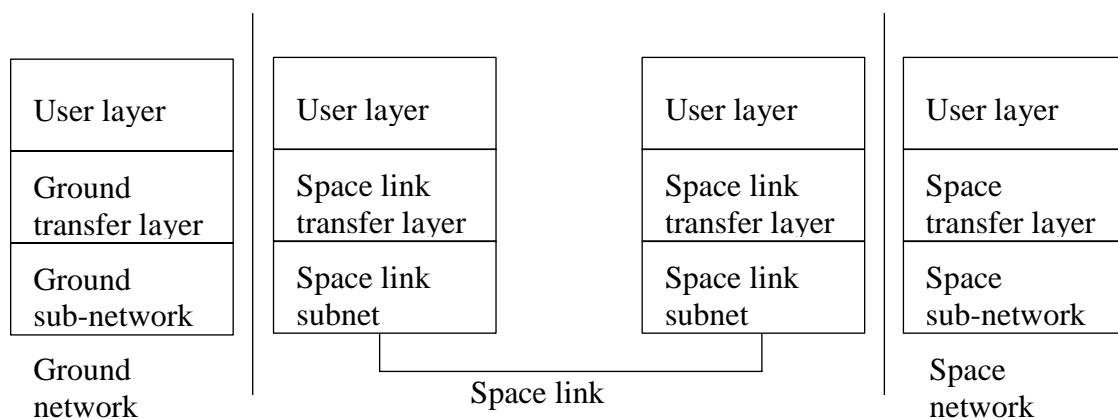 User layer
Ground
transfer layer
Ground
sub-network
Ground
network
User layer
Space link
transfer layer
Space link
subnet
Space link
User layer
Space link
transfer layer
Space link
subnet
User layer
Space
transfer layer
Space
sub-network
Space
network